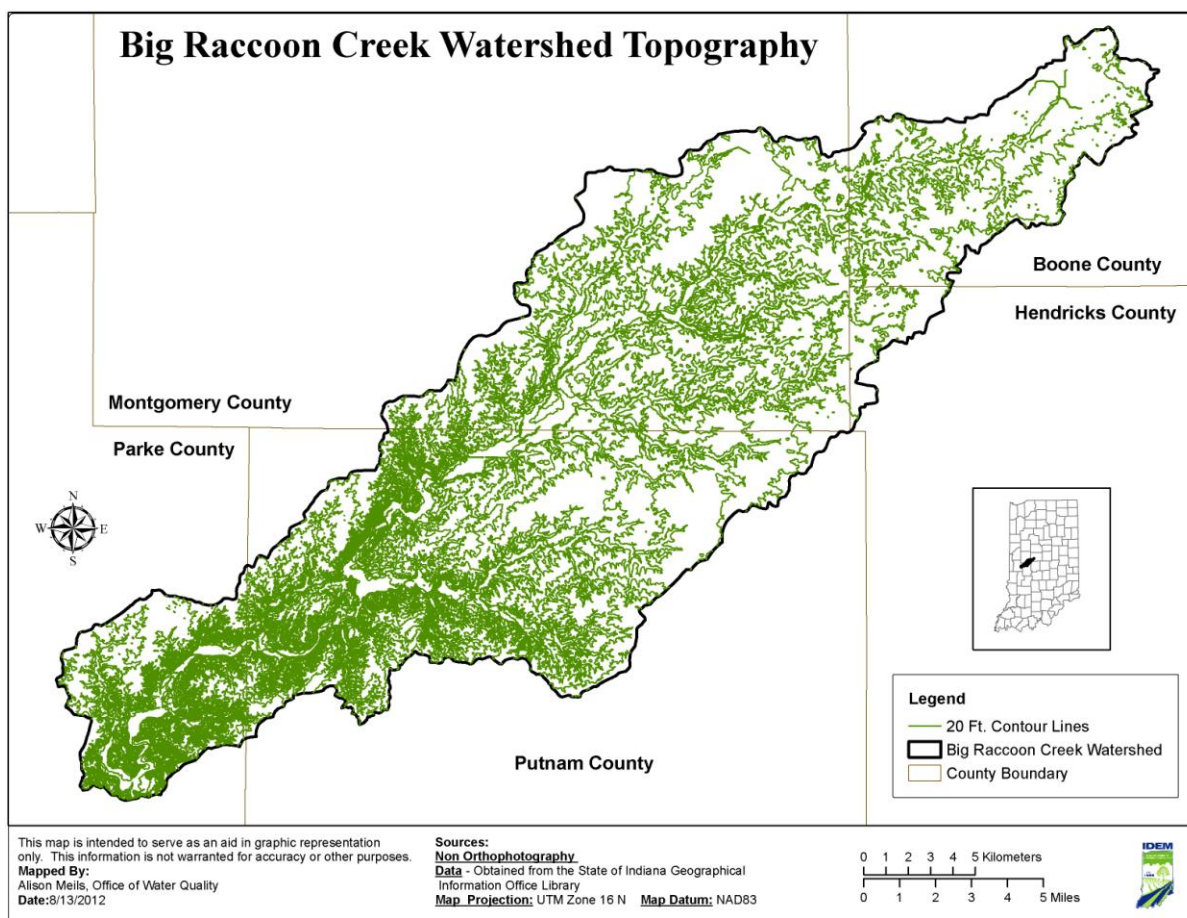 Big Raccoon Creek Watershed Topography
Boone County
Hendricks County
Montgomery County
Parke County
N
W E
S
Putnam County
Legend
20 Ft. Contour Lines
Big Raccoon Creek Watershed
County Boundary
This map is intended to serve as an aid in graphic representation
only. This information is not warranted for accuracy or other purposes.
Mapped By:
Alison Meils, Office of Water Quality
Date:8/13/2012
Sources:
Non Orthophotography
Data - Obtained from the State of Indiana Geographical
Information Office Library
Map Projection: UTM Zone 16 N Map Datum: NAD83
0 1 2 3 4 5 Kilometers
0 1 2 3 4 5 Miles
IDEM